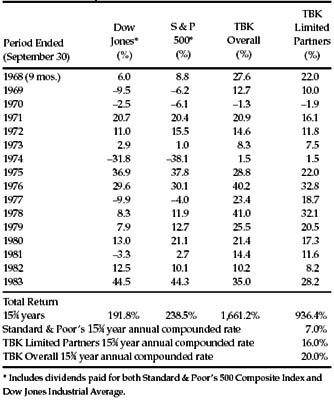 Period Ended (September 30) Dow Jones* (%) S & P 500* (%) TBK Overall (%) TBK Limited Partners (%)
1968 (9 mos.) 6.0 8.8 27.6 22.0
1969 –9.5 –6.2 12.7 10.0
1970 –2.5 –6.1 –1.3 –1.9
1971 20.7 20.4 20.9 16.1
1972 11.0 15.5 14.6 11.8
1973 2.9 1.0 8.3 7.5
1974 –31.8 –38.1 1.5 1.5
1975 36.9 37.8 28.8 22.0
1976 29.6 30.1 40.2 32.8
1977 –9.9 –4.0 23.4 18.7
1978 8.3 11.9 41.0 32.1
1979 7.9 12.7 25.5 20.5
1980 13.0 21.1 21.4 17.3
1981 –3.3 2.7 14.4 11.6
1982 12.5 10.1 10.2 8.2
1983 44.5 44.3 35.0 28.2
Total Return
15¾ years 191.8% 238.5% 1,661.2% 936.4%
Standard & Poor's 15¾ year annual compounded rate 7.0%
TBK Limited Partners 15¾ year annual compounded rate 16.0%
TBK Overall 15¾ year annual compounded rate 20.0%
* Includes dividends paid for both Standard & Poor's 500 Composite Index and
Dow Jones Industrial Average.